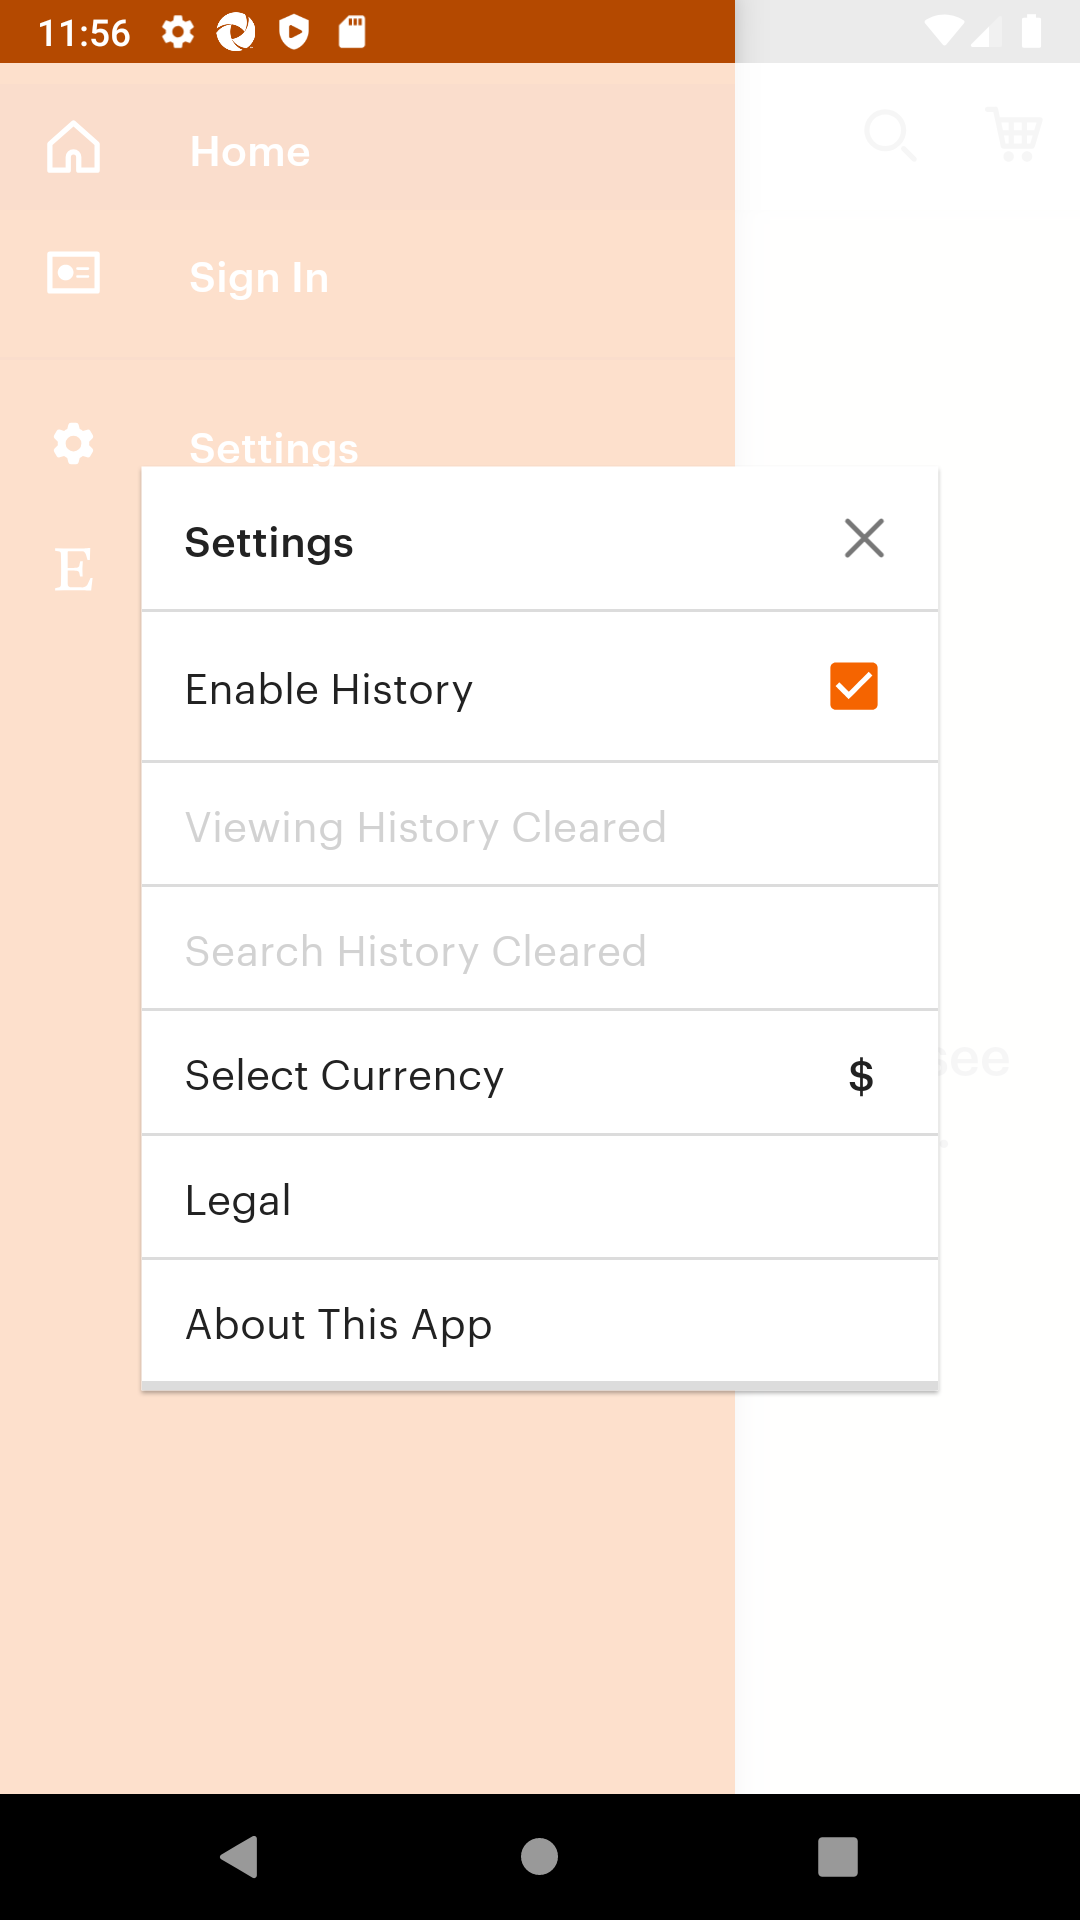 11:56
Home
Sign In
Settings
E
Settings
Enable History
Viewing History Cleared
Search History Cleared
see
Select Currency $
Legal
About This App